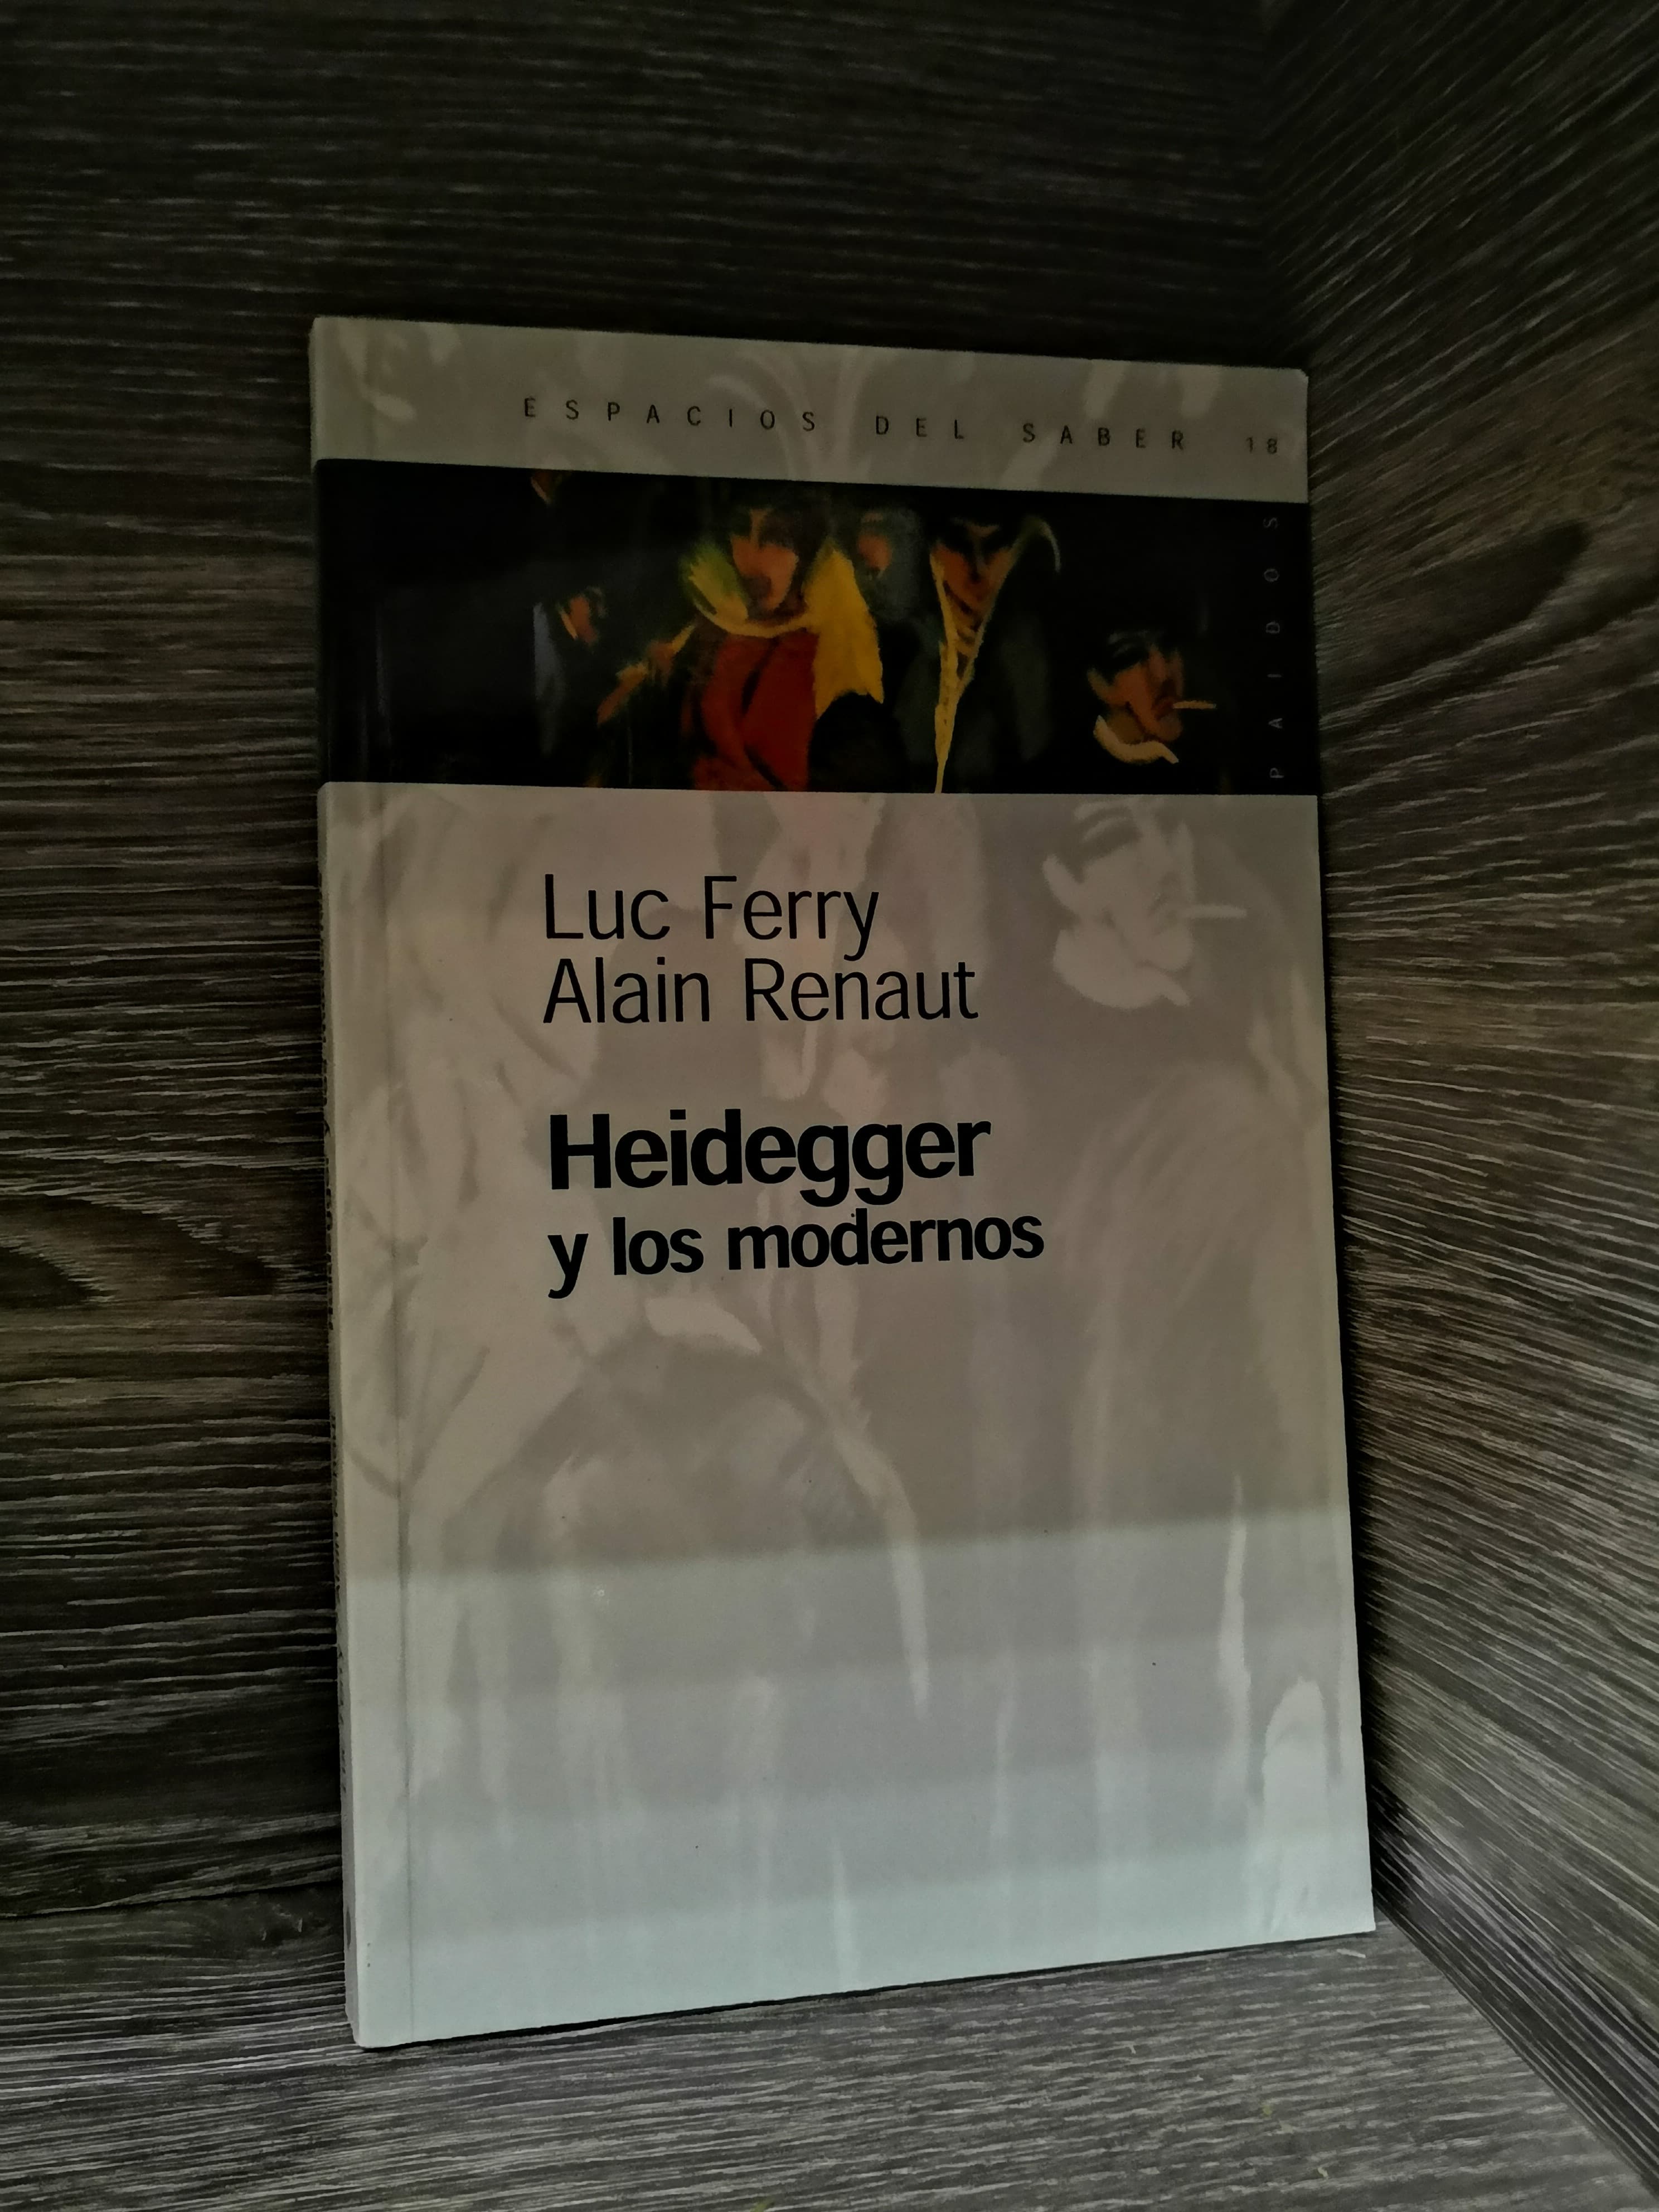 ESPACIOS DEL SABER 18
PAIDOS
Luc Ferry
Alain Renaut
Heidegger
y los modernos